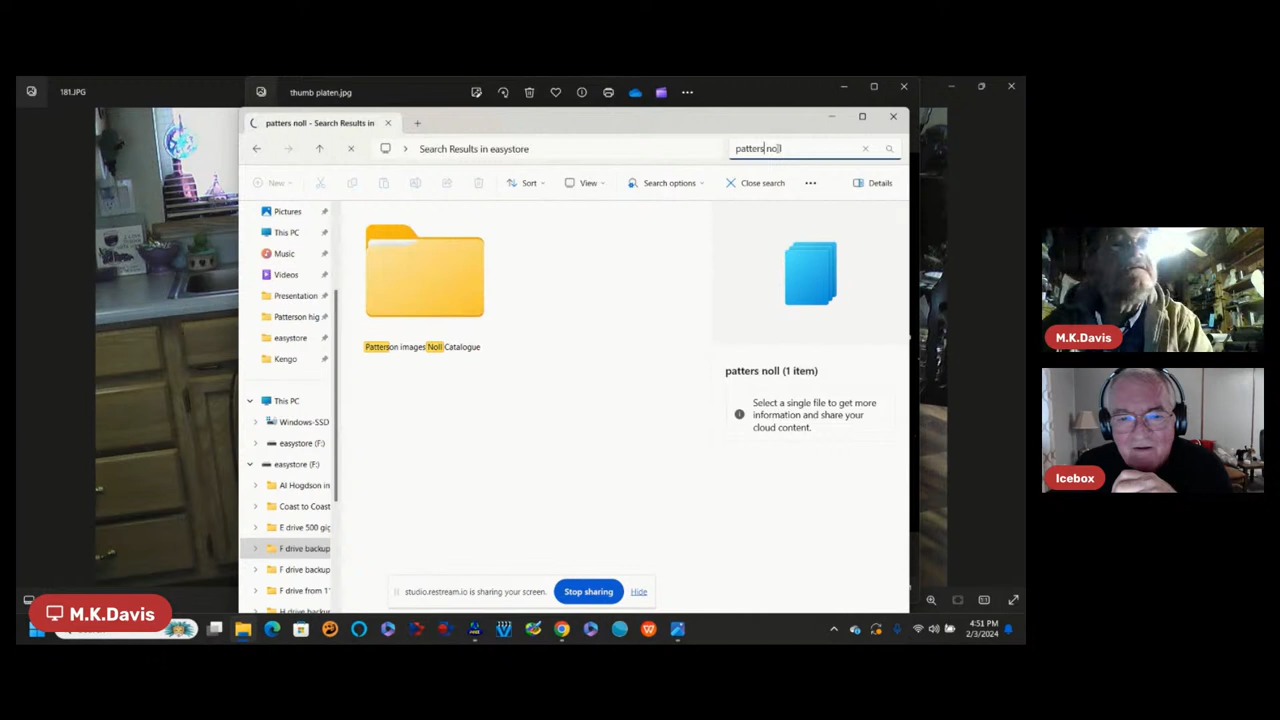 181.JPG
thumb platen.jpg
patters noll - Search Results in
Search Results in easystore
patters noll
New
Sort
View
Search options
Close search
Details
Pictures
This PC
Music
Videos
Presentation
Patterson hig
easystore
Kengo
This PC
Windows-SSD
easystore (F:)
easystore (F:)
Al Hogdson in
Coast to Coast
E drive 500 gig
F drive backup
F drive backup
F drive from 1
H drive backup
Patterson images Noll Catalogue
patters noll (1 item)
Select a single file to get more
information and share your
cloud content.
studio.restream.io is sharing your screen.
Stop sharing
Hide
M.K.Davis
4:51 PM
2/3/2024
M.K.Davis
Icebox